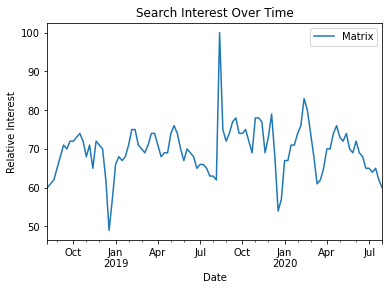 Search Interest Over Time
Matrix
Relative Interest
100
90
80
70
60
50
Oct Jan Apr Jul Oct Jan Apr Jul
2019 2020
Date